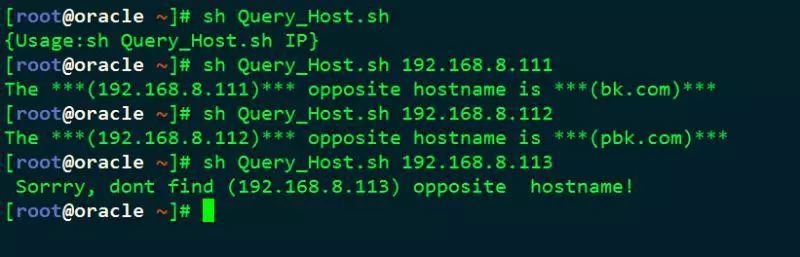 [root@oracle ~]# sh Query_Host.sh
{Usage:sh Query_Host.sh IP}
[root@oracle ~]# sh Query_Host.sh 192.168.8.111
The ***(192.168.8.111)*** opposite hostname is ***(bk.com)***
[root@oracle ~]# sh Query_Host.sh 192.168.8.112
The ***(192.168.8.112)*** opposite hostname is ***(pbk.com)***
[root@oracle ~]# sh Query_Host.sh 192.168.8.113
 Sorrry, dont find (192.168.8.113) opposite  hostname!
[root@oracle ~]#